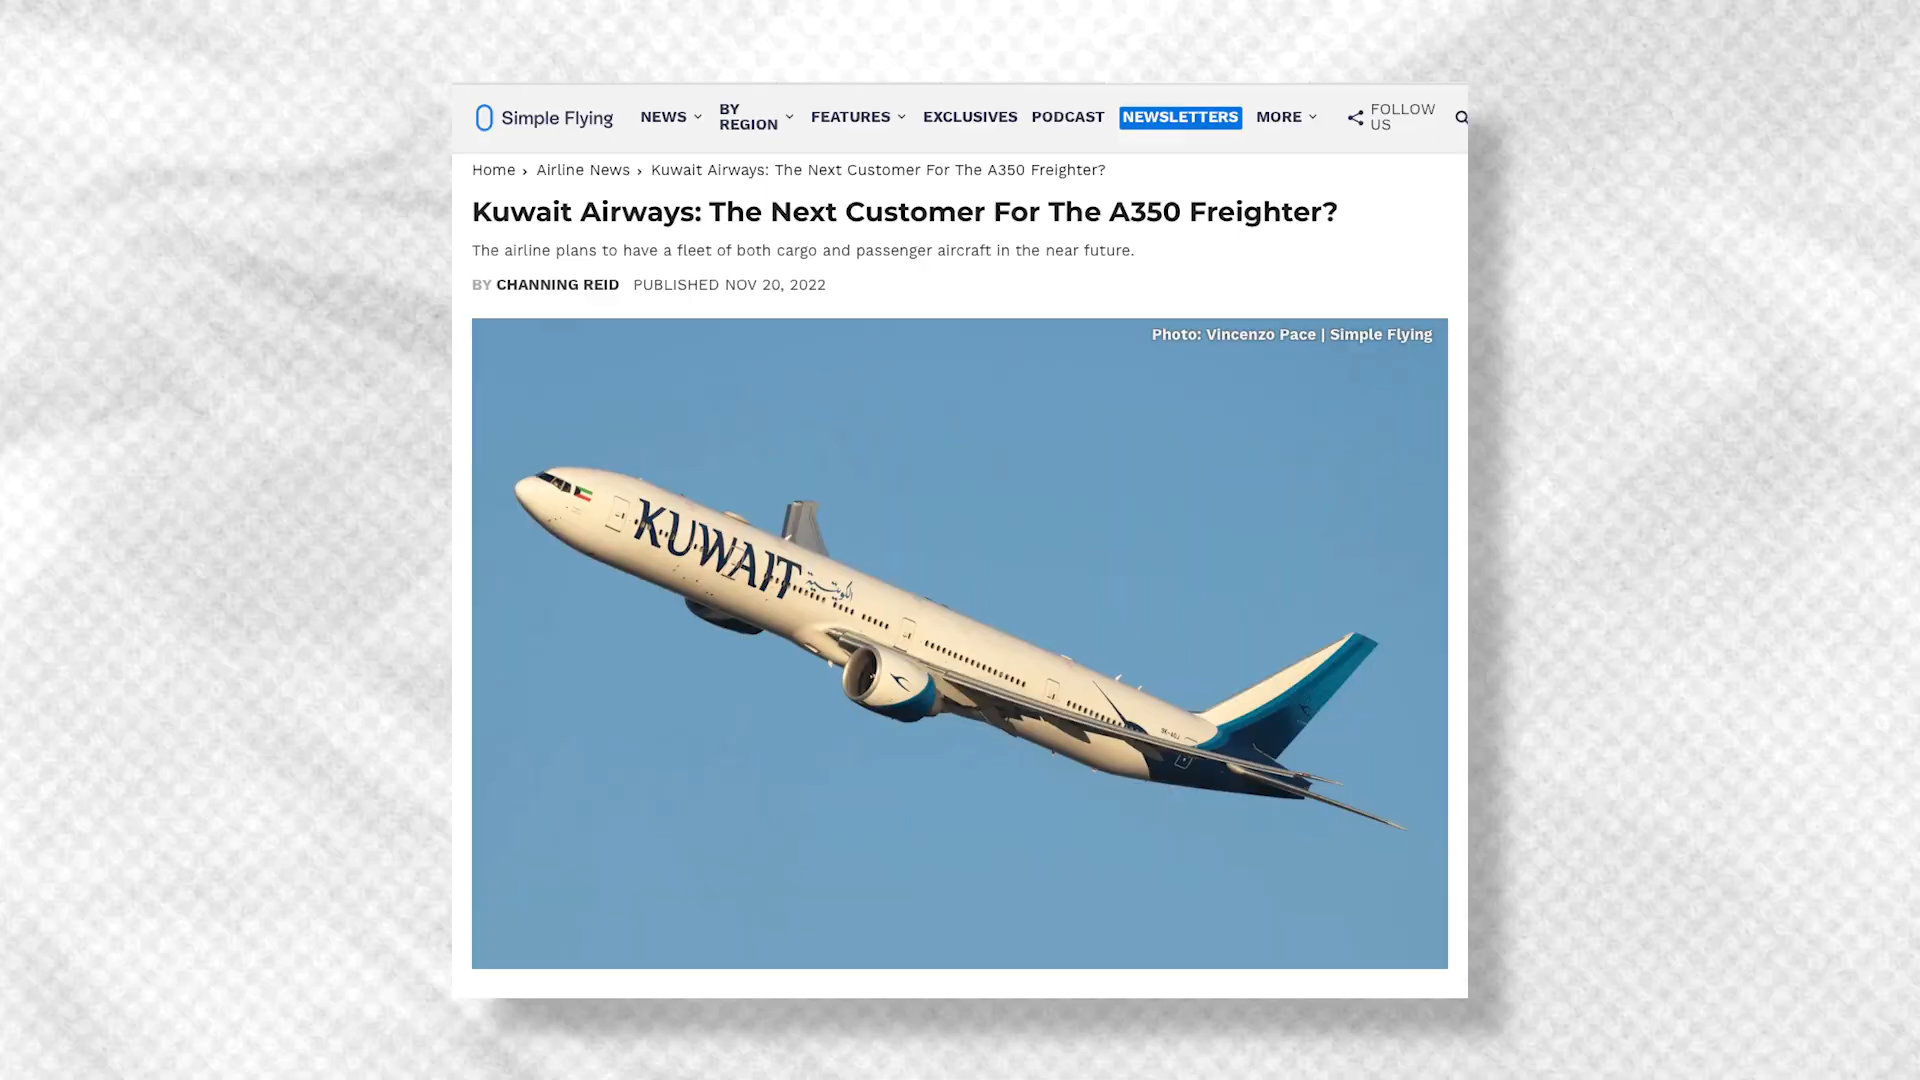 Simple Flying
NEWS
BY
REGION
FEATURES
EXCLUSIVES
PODCAST
NEWSLETTERS
MORE
FOLLOW
US
Home › Airline News › Kuwait Airways: The Next Customer For The A350 Freighter?
Kuwait Airways: The Next Customer For The A350 Freighter?
The airline plans to have a fleet of both cargo and passenger aircraft in the near future.
BY CHANNING REID PUBLISHED NOV 20, 2022
Photo: Vincenzo Pace | Simple Flying
KUWAIT الكويتية